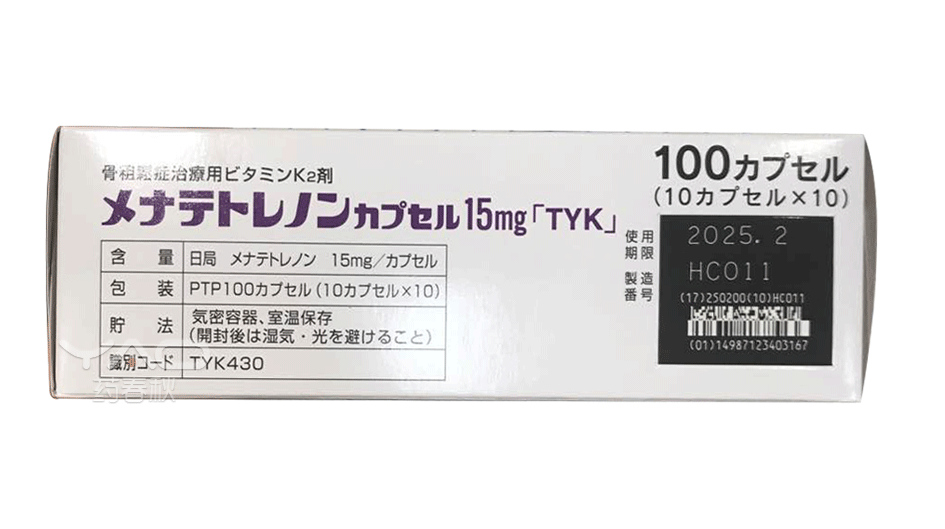 骨粗鬆症治療用ビタミンK2剤
メナテトレノンカプセル15mg「TYK」
含 量 日局 メナテトレノン 15mg/カプセル
包 装 PTP100カプセル(10カプセル×10)
貯 法 気密容器、室温保存
(開封後は湿気・光を避けること)
識別コード TYK430
100カプセル
(10カプセル×10)
使用期限 2025. 2
製造番号 HC011
(17)250200(10)HC011
(01)14987123403167
药春秋